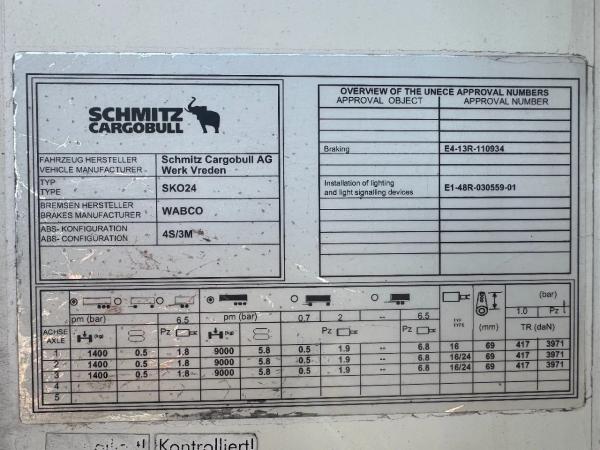 SCHMITZ
CARGOBULL
FAHRZEUG HERSTELLER
VEHICLE MANUFACTURER
Schmitz Cargobull AG
Werk Vreden
TYP
TYPE
SKO24
BREMSEN HERSTELLER
BRAKES MANUFACTURER
WABCO
ABS- KONFIGURATION
ABS- CONFIGURATION
4S/3M
OVERVIEW OF THE UNECE APPROVAL NUMBERS
APPROVAL OBJECT APPROVAL NUMBER
Braking E4-13R-110934
Installation of lighting
and light signalling devices
E1-48R-030559-01
(bar)
pm (bar) 6.5 pm (bar) 0.7 2 -- 6.5 TYP TYPE (mm) 1.0 Pz
ACHSE
AXLE
Pz Pz Pz TR (daN)
1 1400 0.5 1.8 9000 5.8 0.5 1.9 -- 6.8 16 69 417 3971
2 1400 0.5 1.8 9000 5.8 0.5 1.9 -- 6.8 16/24 69 417 3971
3 1400 0.5 1.8 9000 5.8 0.5 1.9 -- 6.8 16/24 69 417 3971
4 --
5
Kontrolliert!